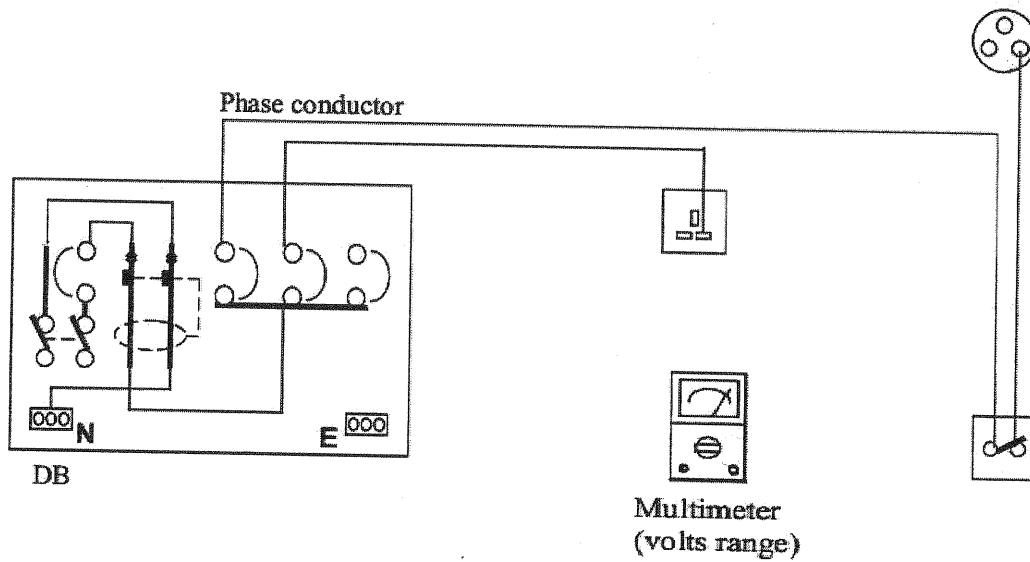 Phase conductor
N
E
DB
Multimeter
(volts range)